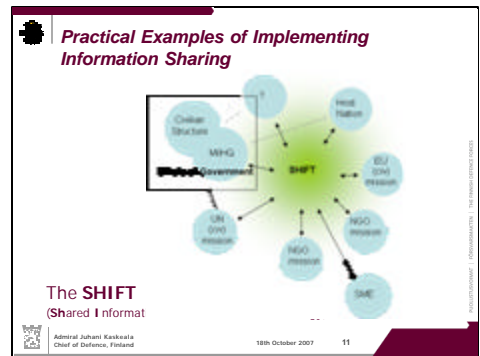 Practical Examples of Implementing
Information Sharing
?
Host
Nation
Civilian
Structure
MilHQ
Government
SHIFT
EU
(civ)
mission
UN
(civ)
mission
NGO
mission
NGO
mission
SME
The SHIFT
(Shared Informat
Admiral Juhani Kaskeala
Chief of Defence, Finland
18th October 2007
11
PUOLUSTUSVOIMAT | FÖRSVARSMAKTEN | THE FINNISH DEFENCE FORCES